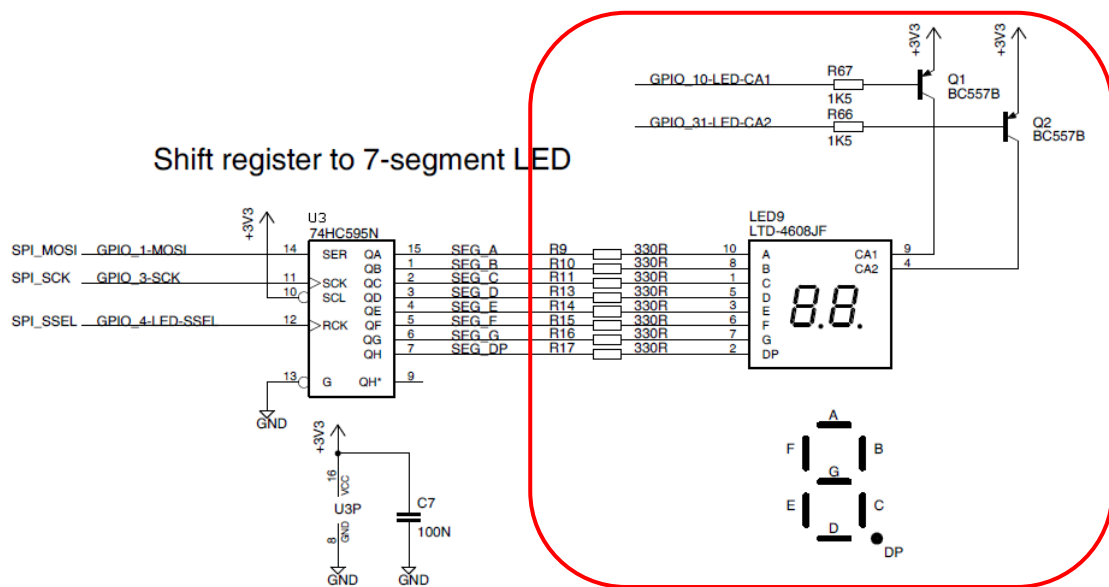 +3V3
+3V3
GPIO_10-LED-CA1
R67
1K5
Q1
BC557B
GPIO_31-LED-CA2
R66
1K5
Q2
BC557B
Shift register to 7-segment LED
+3V3
U3
74HC595N
LED9
LTD-4608JF
SPI_MOSI GPIO_1-MOSI 14 SER QA 15 SEG_A R9 330R 10 A CA1 9
QB 1 SEG_B R10 330R 8 B CA2 4
SPI_SCK GPIO_3-SCK 11 SCK QC 2 SEG_C R11 330R 1 C
10 SCL QD 3 SEG_D R13 330R 5 D
QE 4 SEG_E R14 330R 3 E
SPI_SSEL GPIO_4-LED-SSEL 12 RCK QF 5 SEG_F R15 330R 6 F
QG 6 SEG_G R16 330R 7 G
QH 7 SEG_DP R17 330R 2 DP
8.8.
13 G QH* 9
GND
A
F B
G
E C
D
DP
+3V3
16 VCC
U3P
8 GND
C7
100N
GND
GND